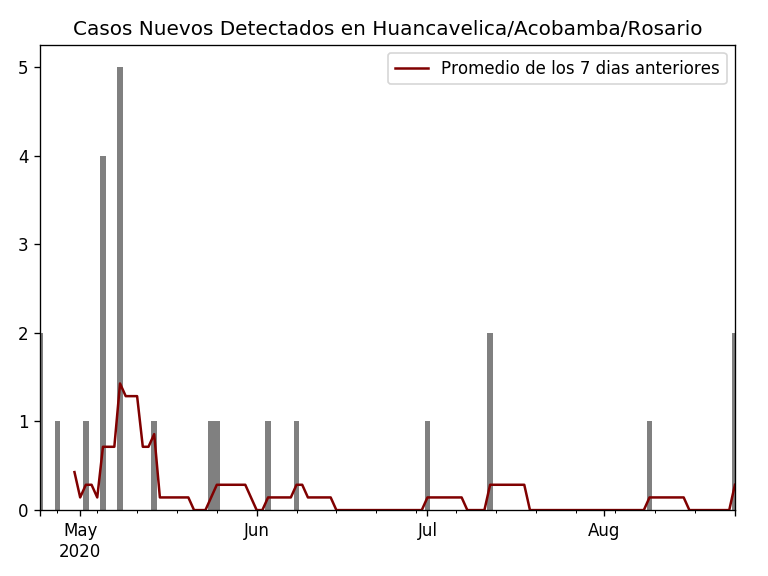 Casos Nuevos Detectados en Huancavelica/Acobamba/Rosario
Promedio de los 7 dias anteriores
5
4
3
2
1
0
May
2020
Jun
Jul
Aug